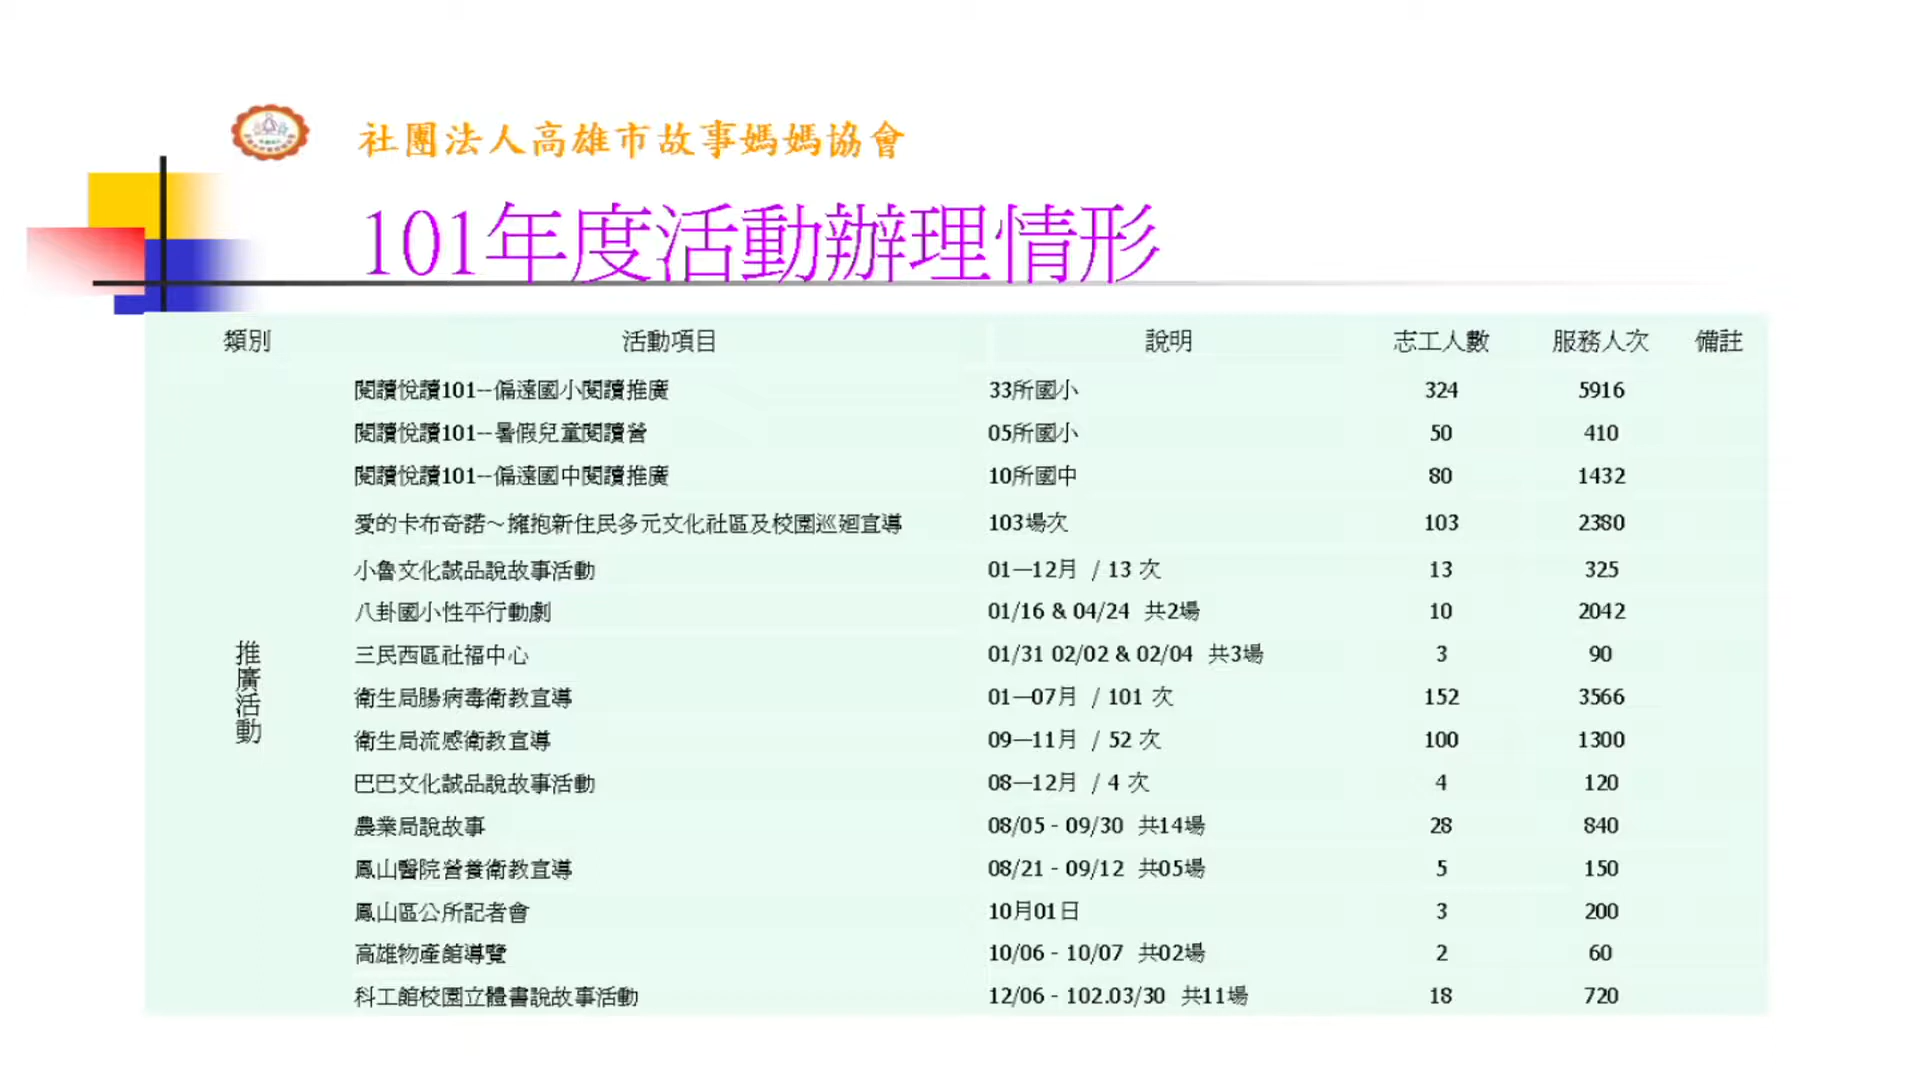 社團法人高雄市故事媽媽協會
101年度活動辦理情形
類別 活動項目 說明 志工人數 服務人次 備註
推廣活動
閱讀悅讀101--偏遠國小閱讀推廣 33所國小 324 5916
閱讀悅讀101--暑假兒童閱讀營 05所國小 50 410
閱讀悅讀101--偏遠國中閱讀推廣 10所國中 80 1432
愛的卡布奇諾～擁抱新住民多元文化社區及校園巡迴宣導 103場次 103 2380
小魯文化誠品說故事活動 01—12月 / 13 次 13 325
八卦國小性平行動劇 01/16 & 04/24 共2場 10 2042
三民西區社福中心 01/31 02/02 & 02/04 共3場 3 90
衛生局腸病毒衛教宣導 01—07月 / 101 次 152 3566
衛生局流感衛教宣導 09—11月 / 52 次 100 1300
巴巴文化誠品說故事活動 08—12月 / 4 次 4 120
農業局說故事 08/05 - 09/30 共14場 28 840
鳳山醫院營養衛教宣導 08/21 - 09/12 共05場 5 150
鳳山區公所記者會 10月01日 3 200
高雄物產館導覽 10/06 - 10/07 共02場 2 60
科工館校園立體書說故事活動 12/06 - 102.03/30 共11場 18 720